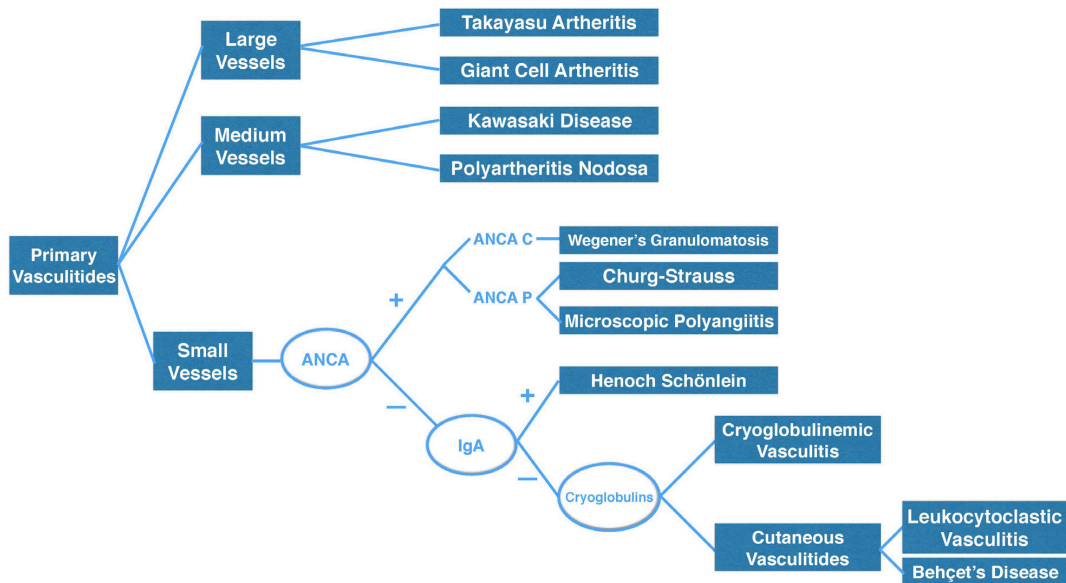 Large
Vessels
Takayasu Artheritis
Giant Cell Artheritis
Medium
Vessels
Kawasaki Disease
Polyartheritis Nodosa
Primary
Vasculitides
Small
Vessels
ANCA
+
ANCA C
Wegener's Granulomatosis
ANCA P
Churg-Strauss
Microscopic Polyangiitis
–
IgA
+
Henoch Schönlein
–
Cryoglobulins
Cryoglobulinemic
Vasculitis
Cutaneous
Vasculitides
Leukocytoclastic
Vasculitis
Behçet's Disease